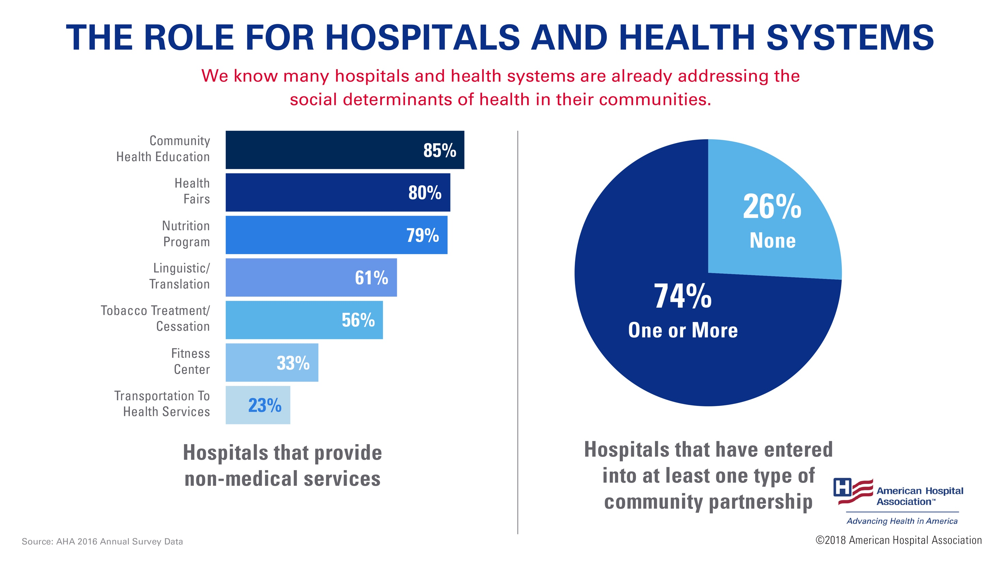 THE ROLE FOR HOSPITALS AND HEALTH SYSTEMS
We know many hospitals and health systems are already addressing the
social determinants of health in their communities.
Community
Health Education
85%
Health
Fairs
80%
Nutrition
Program
79%
Linguistic/
Translation
61%
Tobacco Treatment/
Cessation
56%
Fitness
Center
33%
Transportation To
Health Services
23%
Hospitals that provide
non-medical services
26%
None
74%
One or More
Hospitals that have entered
into at least one type of
community partnership
H
American Hospital
Association™
Advancing Health in America
Source: AHA 2016 Annual Survey Data
©2018 American Hospital Association